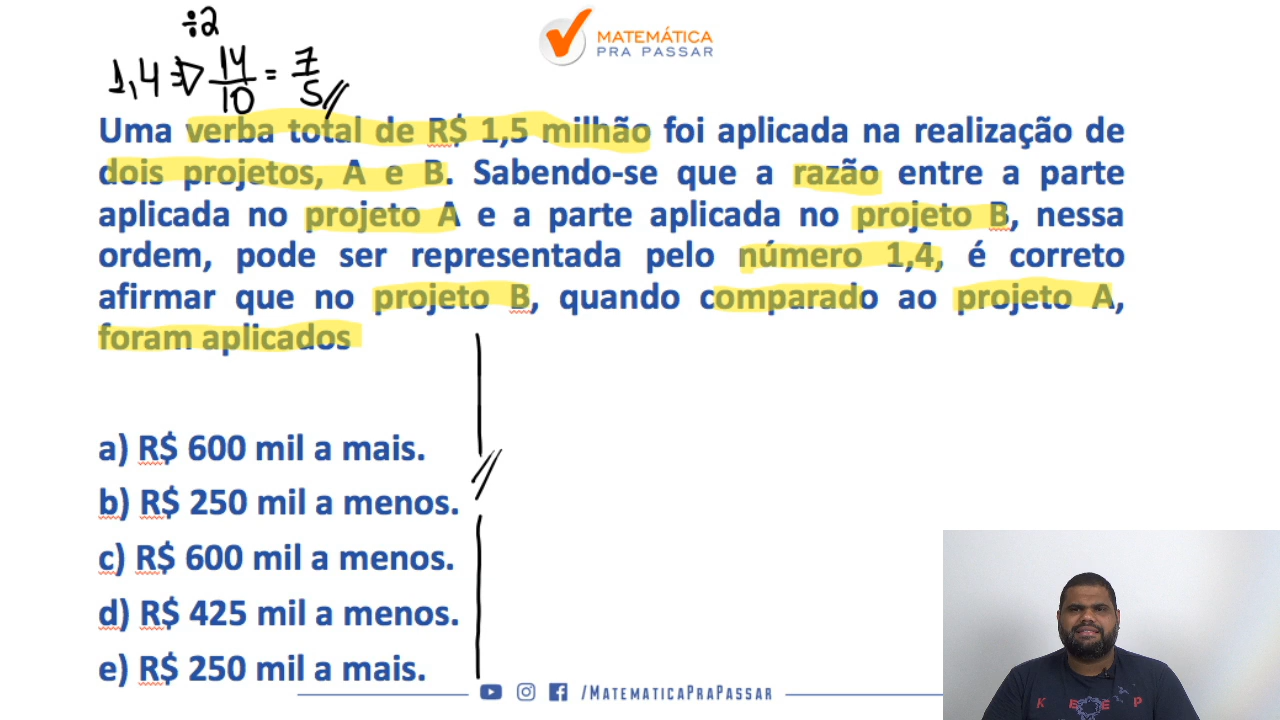 ÷2
1,4 ⇒ 14/10 = 7/5
MATEMÁTICA
PRA PASSAR
Uma verba total de R$ 1,5 milhão foi aplicada na realização de
dois projetos, A e B. Sabendo-se que a razão entre a parte
aplicada no projeto A e a parte aplicada no projeto B, nessa
ordem, pode ser representada pelo número 1,4, é correto
afirmar que no projeto B, quando comparado ao projeto A,
foram aplicados
a) R$ 600 mil a mais.
b) R$ 250 mil a menos.
c) R$ 600 mil a menos.
d) R$ 425 mil a menos.
e) R$ 250 mil a mais.
/MATEMATICAPRAPASSAR
K E E P